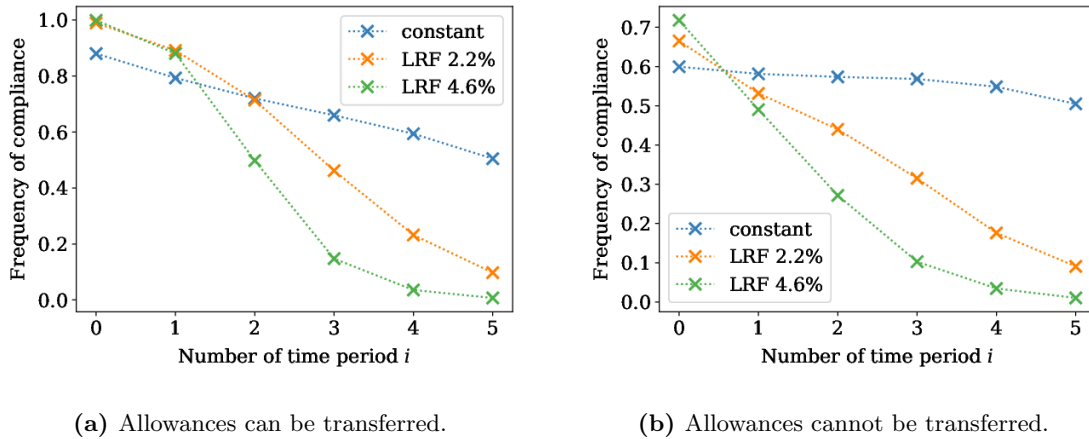 Frequency of compliance
1.0
0.8
0.6
0.4
0.2
0.0
constant
LRF 2.2%
LRF 4.6%
0 1 2 3 4 5
Number of time period i
(a) Allowances can be transferred.
Frequency of compliance
0.7
0.6
0.5
0.4
0.3
0.2
0.1
0.0
constant
LRF 2.2%
LRF 4.6%
0 1 2 3 4 5
Number of time period i
(b) Allowances cannot be transferred.